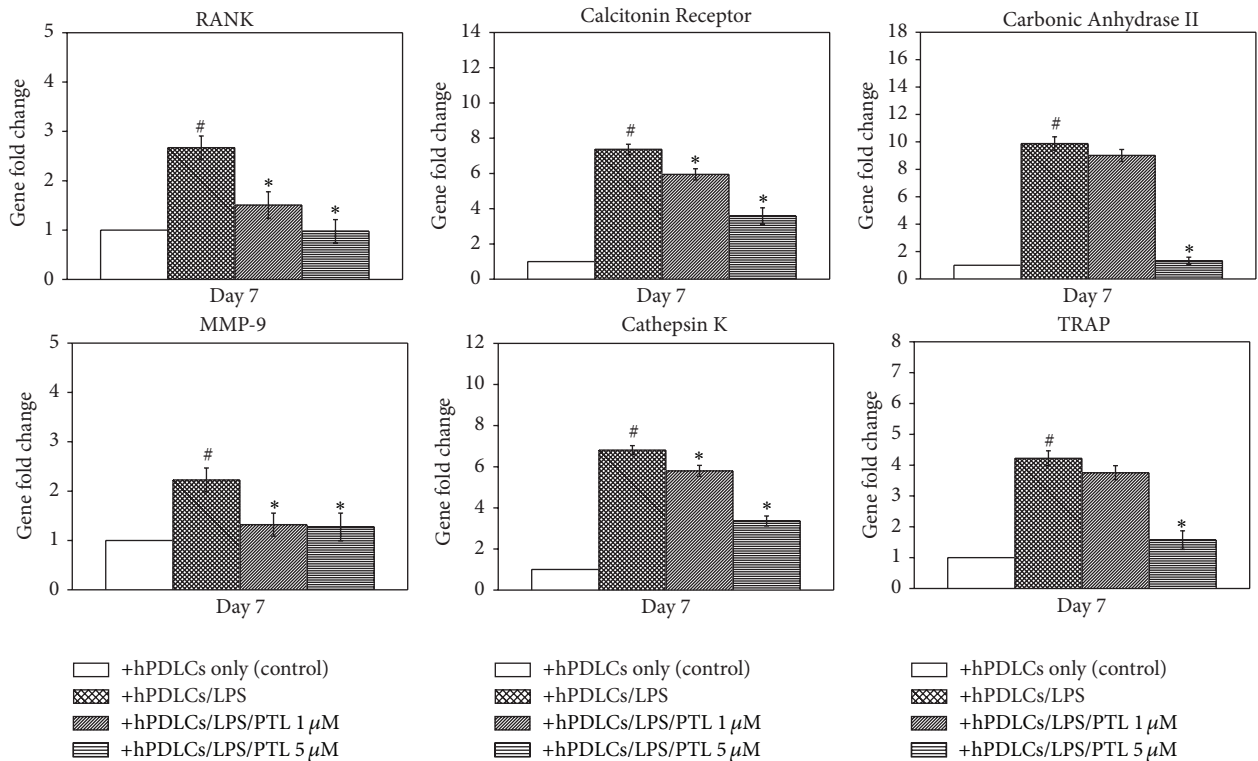 RANK
Gene fold change
5
4
3
2
1
0
#
*
*
Day 7
Calcitonin Receptor
Gene fold change
14
12
10
8
6
4
2
0
#
*
*
Day 7
Carbonic Anhydrase II
Gene fold change
18
16
14
12
10
8
6
4
2
0
#
*
Day 7
MMP-9
Gene fold change
5
4
3
2
1
0
#
*
*
Day 7
Cathepsin K
Gene fold change
12
10
8
6
4
2
0
#
*
*
Day 7
TRAP
Gene fold change
8
7
6
5
4
3
2
1
0
#
*
Day 7
+hPDLCs only (control)
+hPDLCs/LPS
+hPDLCs/LPS/PTL 1 μM
+hPDLCs/LPS/PTL 5 μM
+hPDLCs only (control)
+hPDLCs/LPS
+hPDLCs/LPS/PTL 1 μM
+hPDLCs/LPS/PTL 5 μM
+hPDLCs only (control)
+hPDLCs/LPS
+hPDLCs/LPS/PTL 1 μM
+hPDLCs/LPS/PTL 5 μM